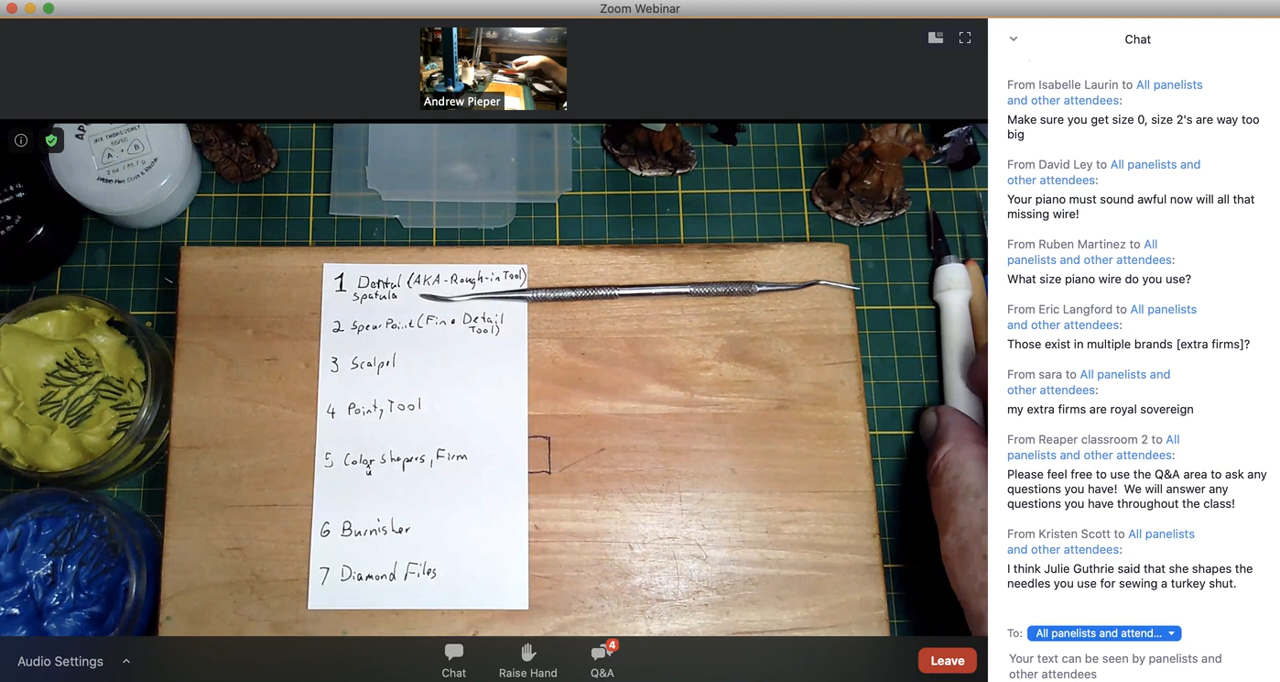 Zoom Webinar
Andrew Pieper
1 Dental (AKA-Rough-in Tool)
spatula
2 Spear Point (Fine Detail
Tool)
3 Scalpel
4 Pointy Tool
5 Color Shapers, Firm
6 Burnisher
7 Diamond Files
A + B
Chat
From Isabelle Laurin to All panelists
and other attendees:
Make sure you get size 0, size 2's are way too
big
From David Ley to All panelists and
other attendees:
Your piano must sound awful now will all that
missing wire!
From Ruben Martinez to All
panelists and other attendees:
What size piano wire do you use?
From Eric Langford to All panelists
and other attendees:
Those exist in multiple brands [extra firms]?
From sara to All panelists and
other attendees:
my extra firms are royal sovereign
From Reaper classroom 2 to All
panelists and other attendees:
Please feel free to use the Q&A area to ask any
questions you have! We will answer any
questions you have throughout the class!
From Kristen Scott to All panelists
and other attendees:
I think Julie Guthrie said that she shapes the
needles you use for sewing a turkey shut.
To: All panelists and attend...
Your text can be seen by panelists and
other attendees
Audio Settings
Chat
Raise Hand
4
Q&A
Leave